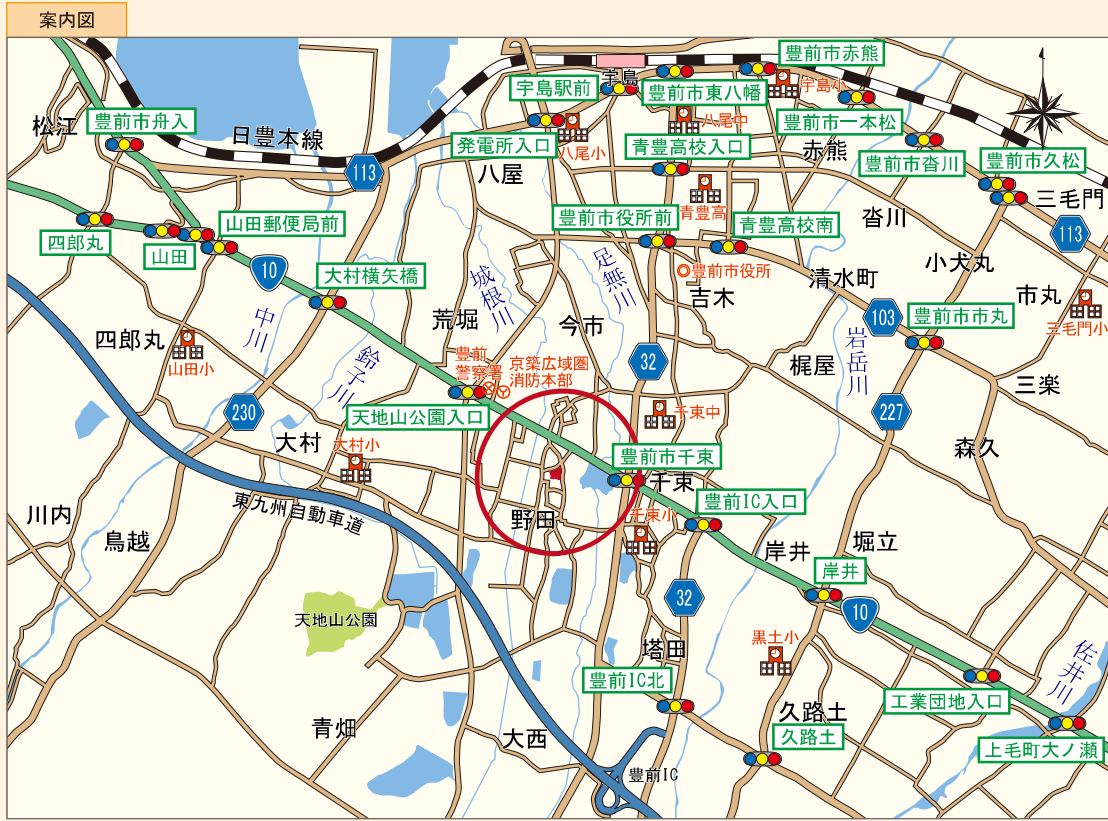 案内図
豊前市赤熊
宇島
宇島駅前
豊前市東八幡
宇島小
松江
豊前市舟入
日豊本線
発電所入口
八尾小
八尾中
青豊高校入口
豊前市一本松
赤熊
豊前市沓川
豊前市久松
113
八屋
三毛門
青豊高
沓川
四郎丸
山田
山田郵便局前
豊前市役所前
青豊高校南
113
10
大村横矢橋
城根川
足無川
豊前市役所
吉木
清水町
小犬丸
市丸
三毛門小
103
豊前市市丸
中川
荒堀
今市
四郎丸
山田小
鈴子川
豊前
警察署
京築広域圏
消防本部
32
梶屋
岩岳川
三楽
230
天地山公園入口
千束中
227
大村
大村小
豊前市千束
千束
森久
東九州自動車道
豊前IC入口
川内
鳥越
野田
千束小
岸井
堀立
岸井
32
10
天地山公園
黒土小
塔田
佐井川
豊前IC北
工業団地入口
青畑
大西
久路土
久路土
上毛町大ノ瀬
豊前IC